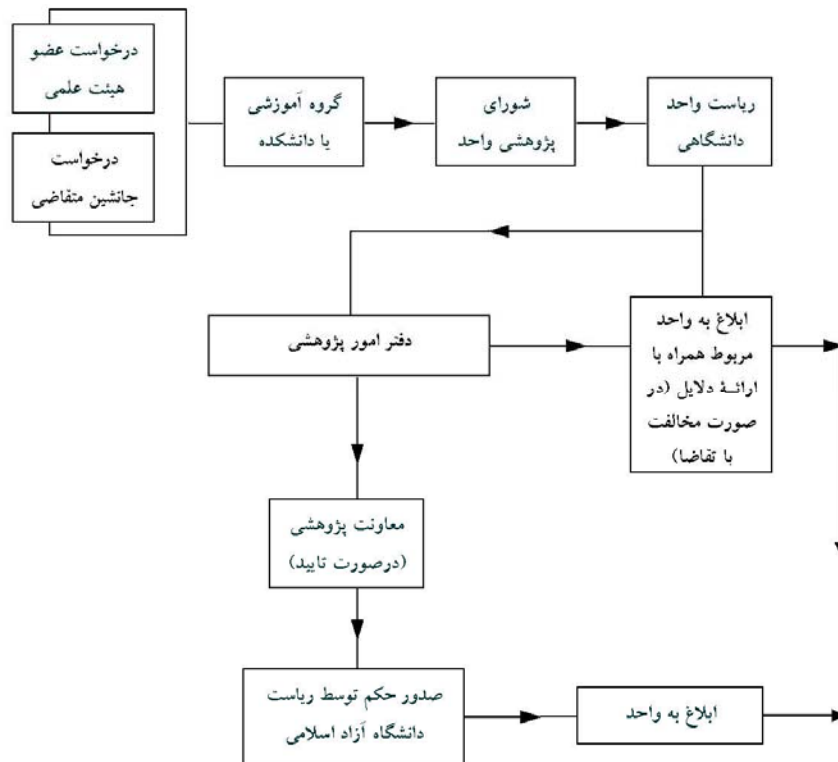 درخواست عضو
هیئت علمی
درخواست
جانشین متقاضی
گروه آموزشی
یا دانشکده
شورای
پژوهشی واحد
ریاست واحد
دانشگاهی
دفتر امور پژوهشی
ابلاغ به واحد
مربوط همراه با
ارائـۀ دلایل (در
صورت مخالفت
با تقاضا)
معاونت پژوهشی
(درصورت تایید)
صدور حکم توسط ریاست
دانشگاه آزاد اسلامی
ابلاغ به واحد